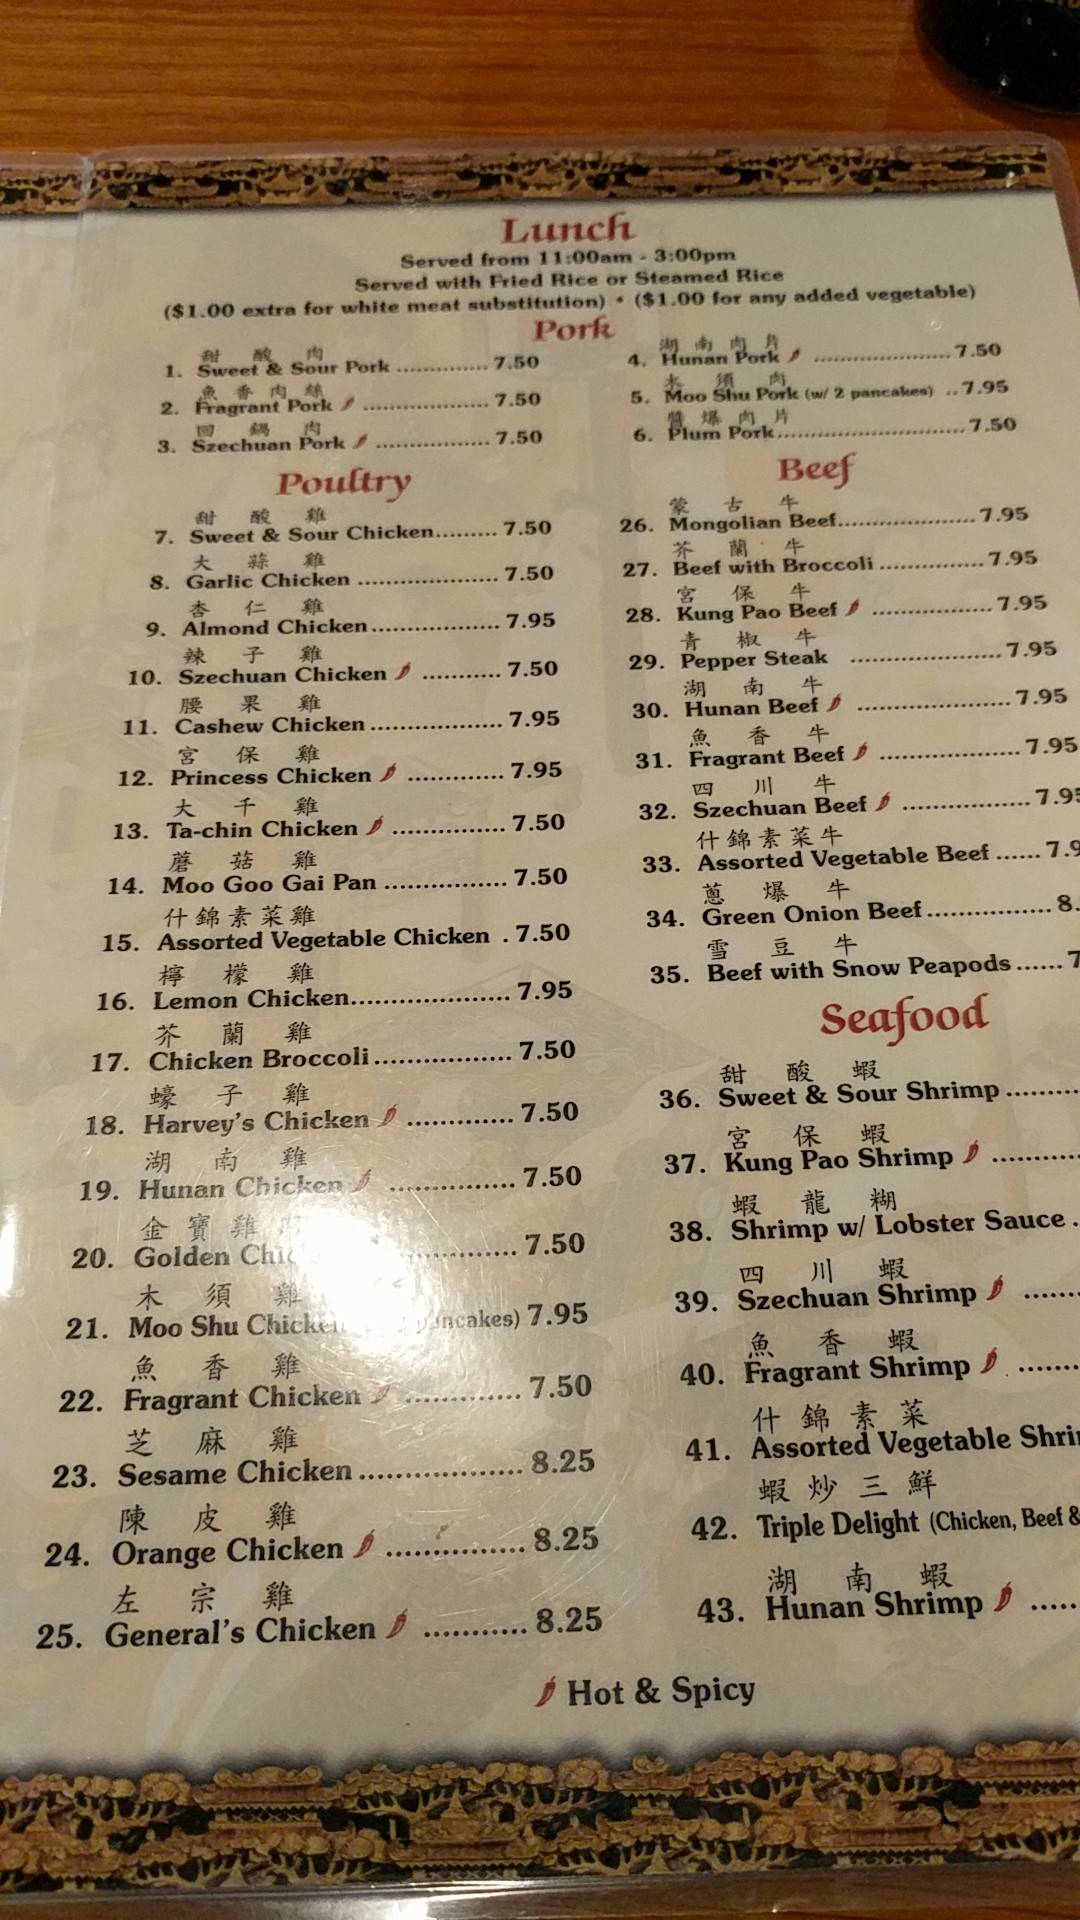 Lunch
Served from 11:00am - 3:00pm
Served with Fried Rice or Steamed Rice
($1.00 extra for white meat substitution) • ($1.00 for any added vegetable)
Pork
甜 酸 肉
1. Sweet & Sour Pork .............. 7.50
魚 香 肉 絲
2. Fragrant Pork ................... 7.50
回 鍋 肉
3. Szechuan Pork ................. 7.50
湖 南 肉 片
4. Hunan Pork ..................... 7.50
木 須 肉
5. Moo Shu Pork (w/ 2 pancakes) .. 7.95
醬 爆 肉 片
6. Plum Pork............................ 7.50
Poultry
甜 酸 雞
7. Sweet & Sour Chicken......... 7.50
大 蒜 雞
8. Garlic Chicken .................... 7.50
杏 仁 雞
9. Almond Chicken................... 7.95
辣 子 雞
10. Szechuan Chicken ............ 7.50
腰 果 雞
11. Cashew Chicken ................... 7.95
宮 保 雞
12. Princess Chicken ............. 7.95
大 千 雞
13. Ta-chin Chicken ................ 7.50
蘑 菇 雞
14. Moo Goo Gai Pan ................. 7.50
什錦素菜雞
15. Assorted Vegetable Chicken . 7.50
檸 檬 雞
16. Lemon Chicken...................... 7.95
芥 蘭 雞
17. Chicken Broccoli................... 7.50
蠔 子 雞
18. Harvey's Chicken .............. 7.50
湖 南 雞
19. Hunan Chicken ................. 7.50
金 寶 雞
20. Golden ............ 7.50
木 須 雞
21. Moo Shu Chicken pancakes) 7.95
魚 香 雞
22. Fragrant Chicken .............. 7.50
芝 麻 雞
23. Sesame Chicken .................... 8.25
陳 皮 雞
24. Orange Chicken ................ 8.25
左 宗 雞
25. General's Chicken ........... 8.25
Beef
蒙 古 牛
26. Mongolian Beef..................... 7.95
芥 蘭 牛
27. Beef with Broccoli ................ 7.95
宮 保 牛
28. Kung Pao Beef .................. 7.95
青 椒 牛
29. Pepper Steak ...................... 7.95
湖 南 牛
30. Hunan Beef ...................... 7.95
魚 香 牛
31. Fragrant Beef .................... 7.95
四 川 牛
32. Szechuan Beef .................. 7.95
什錦素菜牛
33. Assorted Vegetable Beef ...... 7.9
蔥 爆 牛
34. Green Onion Beef................. 8.
雪 豆 牛
35. Beef with Snow Peapods ...... 7
Seafood
甜 酸 蝦
36. Sweet & Sour Shrimp ..........
宮 保 蝦
37. Kung Pao Shrimp ...........
蝦 龍 糊
38. Shrimp w/ Lobster Sauce .
四 川 蝦
39. Szechuan Shrimp ......
魚 香 蝦
40. Fragrant Shrimp ........
什 錦 素 菜
41. Assorted Vegetable
蝦 炒 三 鮮
42. Triple Delight (Chicken, Beef &
湖 南 蝦
43. Hunan Shrimp .....
Hot & Spicy